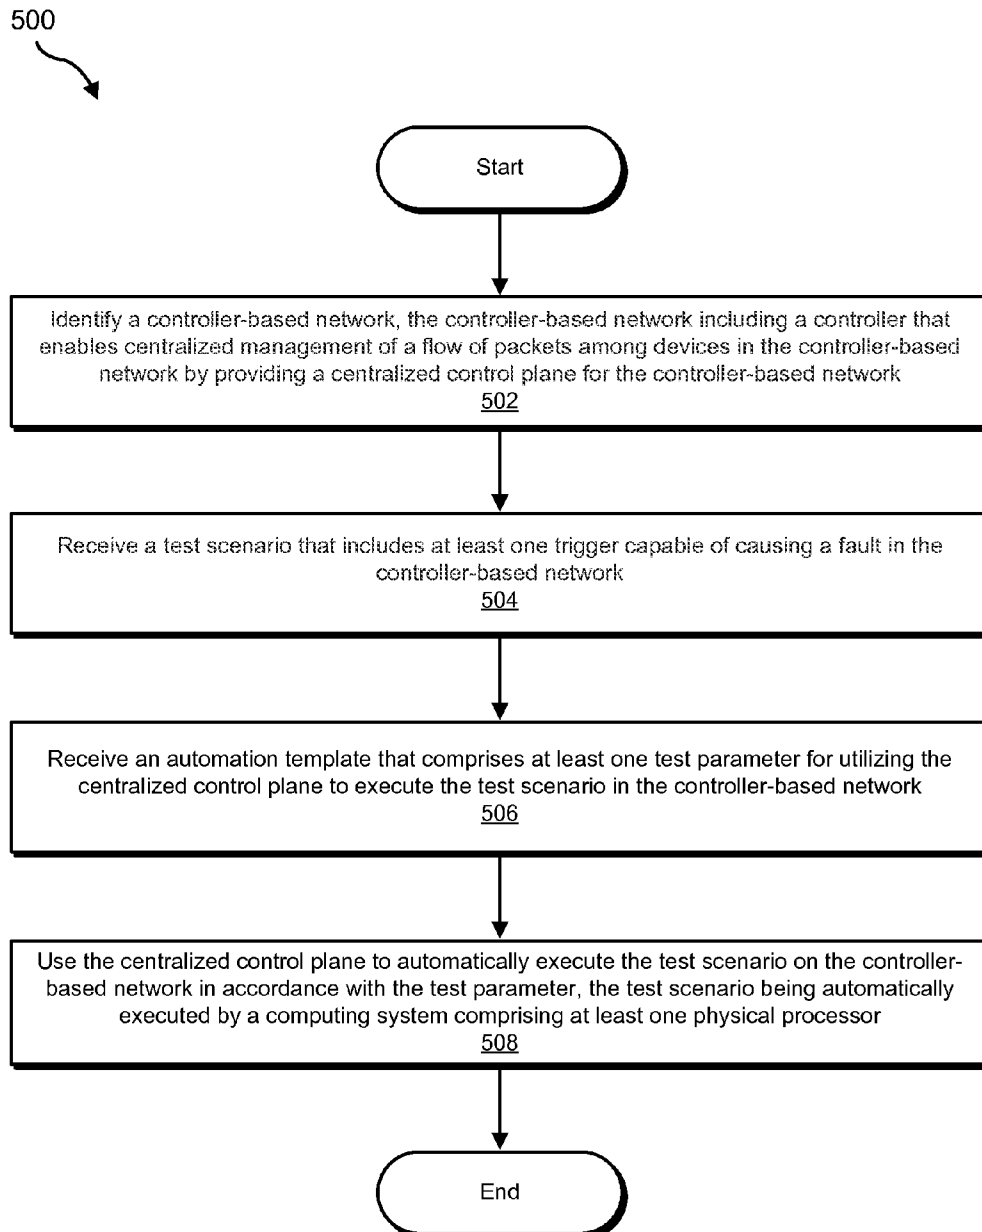 500
Start
Identify a controller-based network, the controller-based network including a controller that
enables centralized management of a flow of packets among devices in the controller-based
network by providing a centralized control plane for the controller-based network
502
Receive a test scenario that includes at least one trigger capable of causing a fault in the
controller-based network
504
Receive an automation template that comprises at least one test parameter for utilizing the
centralized control plane to execute the test scenario in the controller-based network
506
Use the centralized control plane to automatically execute the test scenario on the controller-
based network in accordance with the test parameter, the test scenario being automatically
executed by a computing system comprising at least one physical processor
508
End